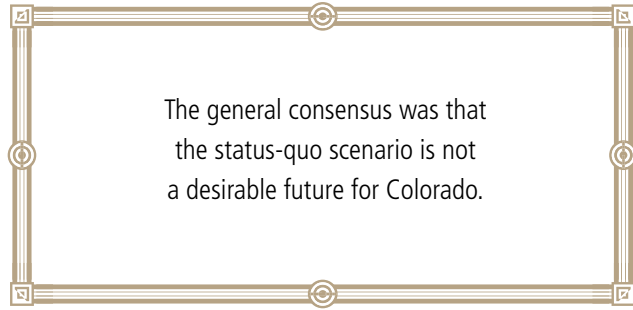 The general consensus was that
the status-quo scenario is not
a desirable future for Colorado.